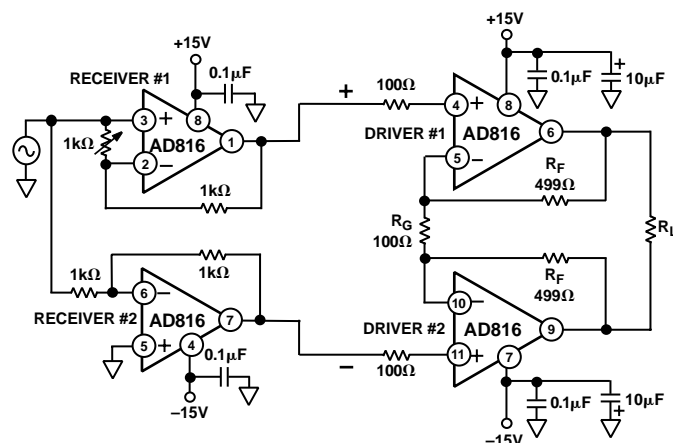 +15V
+15V
RECEIVER #1
0.1μF
0.1μF
10μF
+
100Ω
+
3
+
8
4
+
8
1kΩ
AD816
1
DRIVER #1
AD816
6
2
–
5
–
RF
499Ω
1kΩ
RG
100Ω
RL
1kΩ
1kΩ
RF
499Ω
6
–
10
–
RECEIVER #2
AD816
7
DRIVER #2
AD816
9
5
+
4
0.1μF
11
+
7
–
100Ω
0.1μF
10μF
+
–15V
–15V